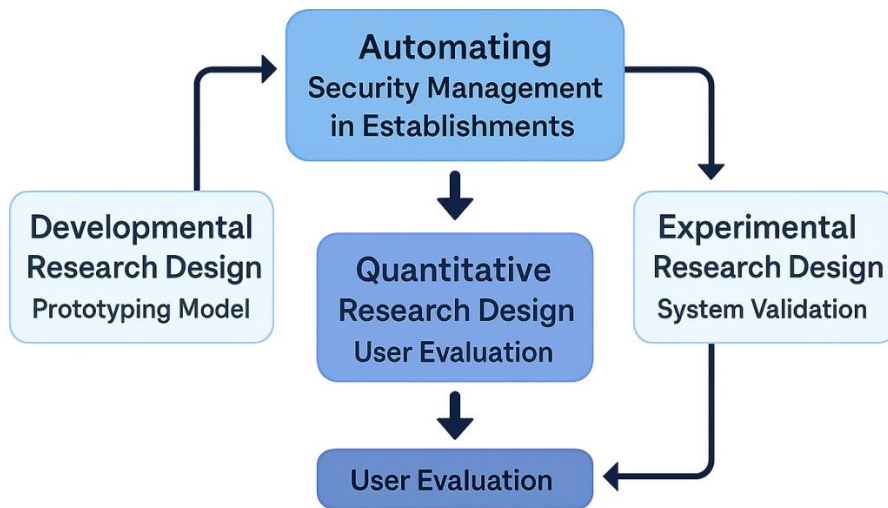 Automating
Security Management
in Establishments
Developmental
Research Design
Prototyping Model
Quantitative
Research Design
User Evaluation
Experimental
Research Design
System Validation
User Evaluation